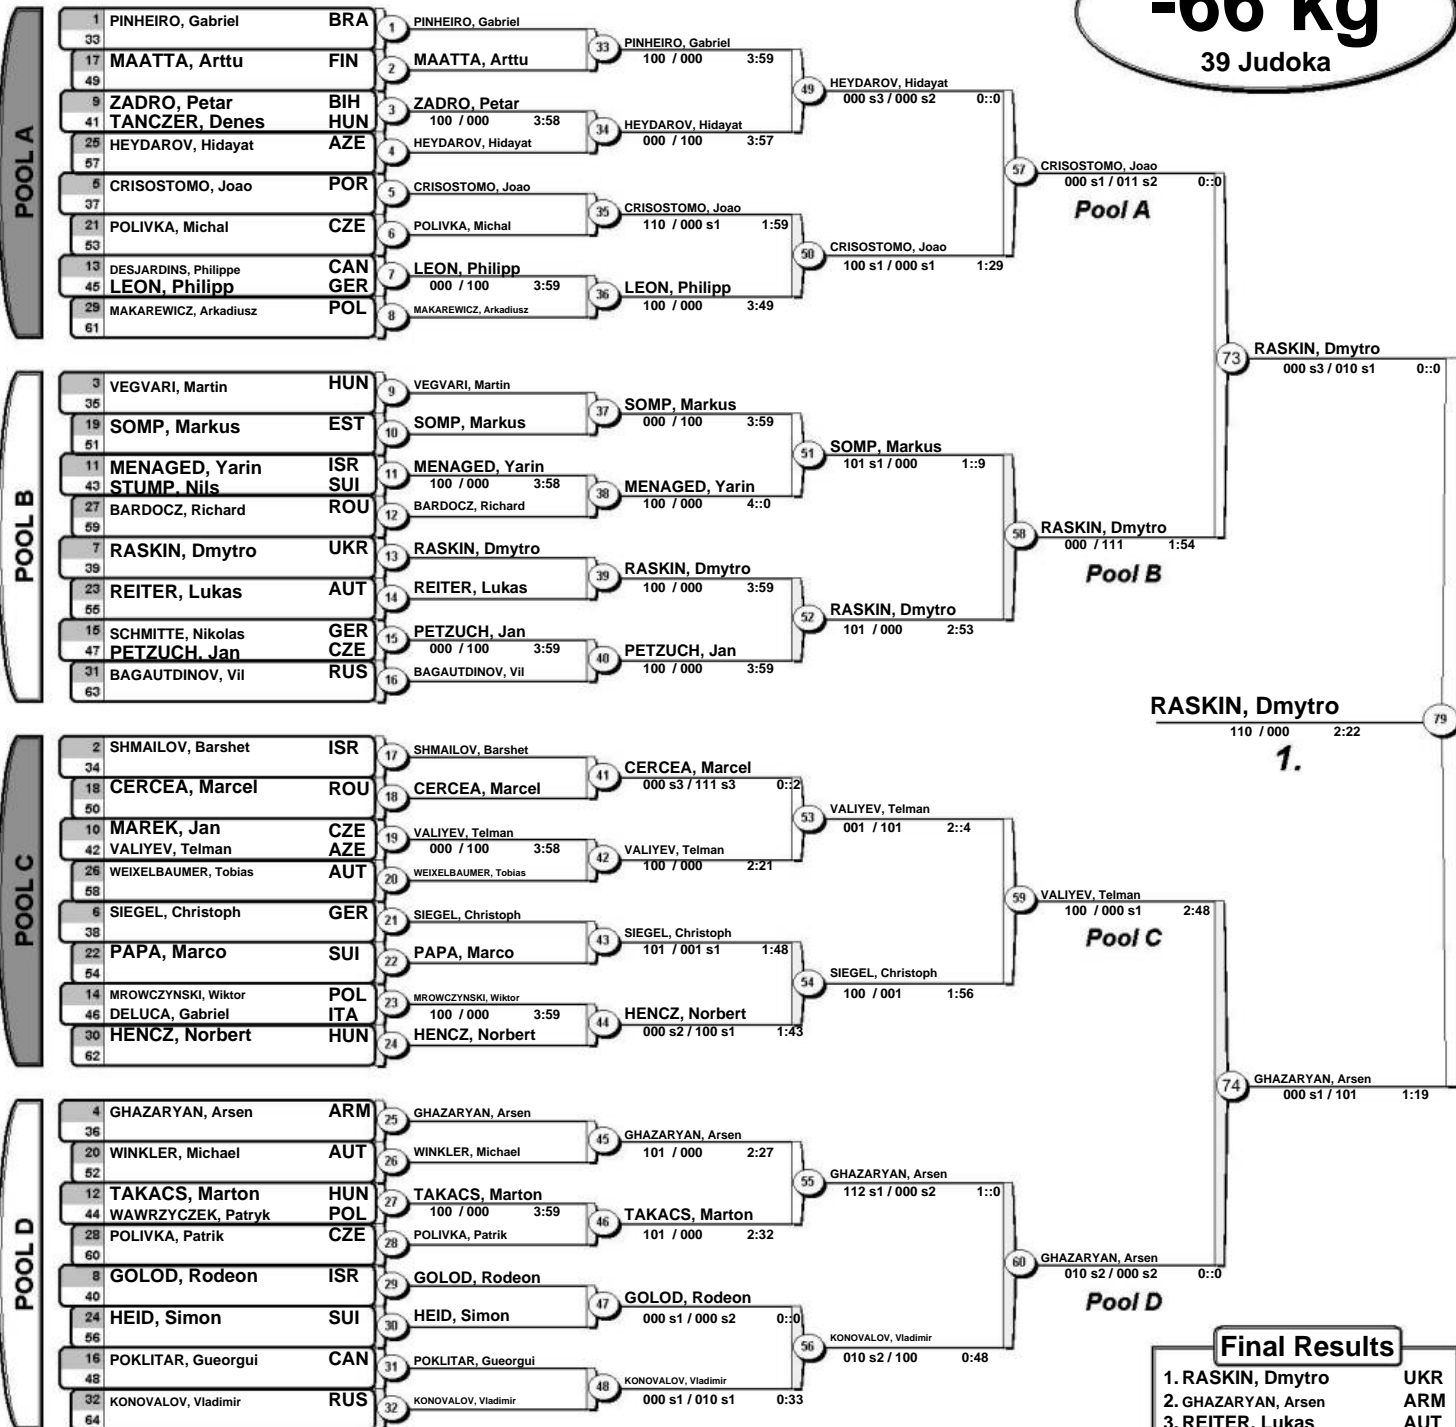 -66 kg
39 Judoka
POOL A
1 PINHEIRO, Gabriel BRA
33
17 MAATTA, Arttu FIN
49
9 ZADRO, Petar BIH
41 TANCZER, Denes HUN
25 HEYDAROV, Hidayat AZE
57
5 CRISOSTOMO, Joao POR
37
21 POLIVKA, Michal CZE
53
13 DESJARDINS, Philippe CAN
45 LEON, Philipp GER
29 MAKAREWICZ, Arkadiusz POL
61
1 PINHEIRO, Gabriel
2 MAATTA, Arttu
3 ZADRO, Petar
100 / 000 3:58
4 HEYDAROV, Hidayat
5 CRISOSTOMO, Joao
6 POLIVKA, Michal
7 LEON, Philipp
000 / 100 3:59
8 MAKAREWICZ, Arkadiusz
33 PINHEIRO, Gabriel
100 / 000 3:59
34 HEYDAROV, Hidayat
000 / 100 3:57
35 CRISOSTOMO, Joao
110 / 000 s1 1:59
36 LEON, Philipp
100 / 000 3:49
49 HEYDAROV, Hidayat
000 s3 / 000 s2 0::0
50 CRISOSTOMO, Joao
100 s1 / 000 s1 1:29
57 CRISOSTOMO, Joao
000 s1 / 011 s2 0::0
Pool A
POOL B
3 VEGVARI, Martin HUN
35
19 SOMP, Markus EST
51
11 MENAGED, Yarin ISR
43 STUMP, Nils SUI
27 BARDOCZ, Richard ROU
59
7 RASKIN, Dmytro UKR
39
23 REITER, Lukas AUT
55
15 SCHMITTE, Nikolas GER
47 PETZUCH, Jan CZE
31 BAGAUTDINOV, Vil RUS
63
9 VEGVARI, Martin
10 SOMP, Markus
11 MENAGED, Yarin
100 / 000 3:58
12 BARDOCZ, Richard
13 RASKIN, Dmytro
14 REITER, Lukas
15 PETZUCH, Jan
000 / 100 3:59
16 BAGAUTDINOV, Vil
37 SOMP, Markus
000 / 100 3:59
38 MENAGED, Yarin
100 / 000 4::0
39 RASKIN, Dmytro
100 / 000 3:59
40 PETZUCH, Jan
100 / 000 3:59
51 SOMP, Markus
101 s1 / 000 1::9
52 RASKIN, Dmytro
101 / 000 2:53
58 RASKIN, Dmytro
000 / 111 1:54
Pool B
73 RASKIN, Dmytro
000 s3 / 010 s1 0::0
RASKIN, Dmytro 79
110 / 000 2:22
1.
POOL C
2 SHMAILOV, Barshet ISR
34
18 CERCEA, Marcel ROU
50
10 MAREK, Jan CZE
42 VALIYEV, Telman AZE
26 WEIXELBAUMER, Tobias AUT
58
6 SIEGEL, Christoph GER
38
22 PAPA, Marco SUI
54
14 MROWCZYNSKI, Wiktor POL
46 DELUCA, Gabriel ITA
30 HENCZ, Norbert HUN
62
17 SHMAILOV, Barshet
18 CERCEA, Marcel
19 VALIYEV, Telman
000 / 100 3:58
20 WEIXELBAUMER, Tobias
21 SIEGEL, Christoph
22 PAPA, Marco
23 MROWCZYNSKI, Wiktor
100 / 000 3:59
24 HENCZ, Norbert
41 CERCEA, Marcel
000 s3 / 111 s3 0::2
42 VALIYEV, Telman
100 / 000 2:21
43 SIEGEL, Christoph
101 / 001 s1 1:48
44 HENCZ, Norbert
000 s2 / 100 s1 1:43
53 VALIYEV, Telman
001 / 101 2::4
54 SIEGEL, Christoph
100 / 001 1:56
59 VALIYEV, Telman
100 / 000 s1 2:48
Pool C
74 GHAZARYAN, Arsen
000 s1 / 101 1:19
POOL D
4 GHAZARYAN, Arsen ARM
36
20 WINKLER, Michael AUT
52
12 TAKACS, Marton HUN
44 WAWRZYCZEK, Patryk POL
28 POLIVKA, Patrik CZE
60
8 GOLOD, Rodeon ISR
40
24 HEID, Simon SUI
56
16 POKLITAR, Gueorgui CAN
48
32 KONOVALOV, Vladimir RUS
64
25 GHAZARYAN, Arsen
26 WINKLER, Michael
27 TAKACS, Marton
100 / 000 3:59
28 POLIVKA, Patrik
29 GOLOD, Rodeon
30 HEID, Simon
31 POKLITAR, Gueorgui
32 KONOVALOV, Vladimir
45 GHAZARYAN, Arsen
101 / 000 2:27
46 TAKACS, Marton
101 / 000 2:32
47 GOLOD, Rodeon
000 s1 / 000 s2 0::0
48 KONOVALOV, Vladimir
000 s1 / 010 s1 0:33
55 GHAZARYAN, Arsen
112 s1 / 000 s2 1::0
56 KONOVALOV, Vladimir
010 s2 / 100 0:48
60 GHAZARYAN, Arsen
010 s2 / 000 s2 0::0
Pool D
Final Results
1. RASKIN, Dmytro UKR
2. GHAZARYAN, Arsen ARM
3. REITER, Lukas AUT